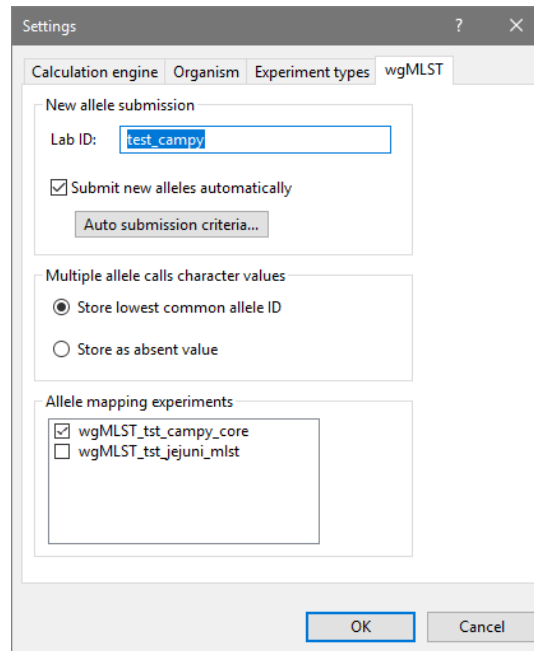 Settings
Calculation engine Organism Experiment types wgMLST
New allele submission
Lab ID: test_campy
Submit new alleles automatically
Auto submission criteria...
Multiple allele calls character values
Store lowest common allele ID
Store as absent value
Allele mapping experiments
wgMLST_tst_campy_core
wgMLST_tst_jejuni_mlst
OK Cancel